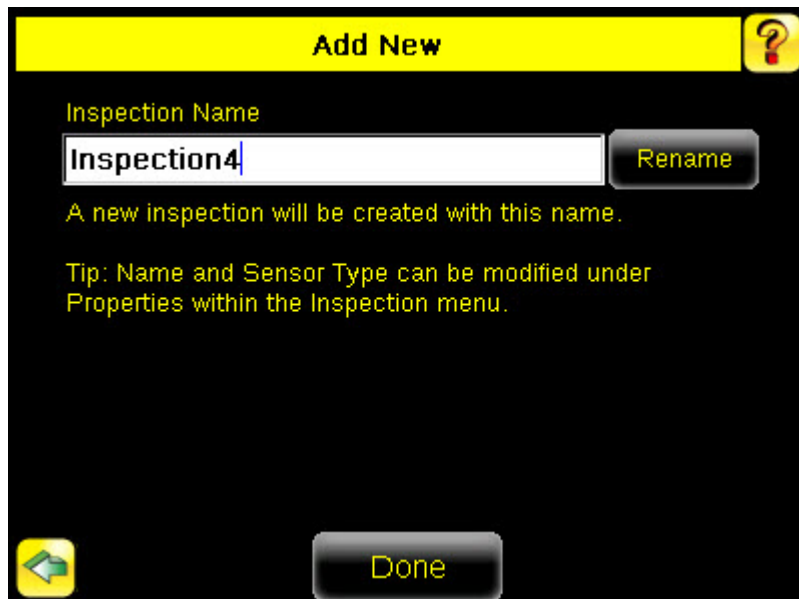 Add New
Inspection Name
Inspection4
Rename
A new inspection will be created with this name.
Tip: Name and Sensor Type can be modified under
Properties within the Inspection menu.
Done